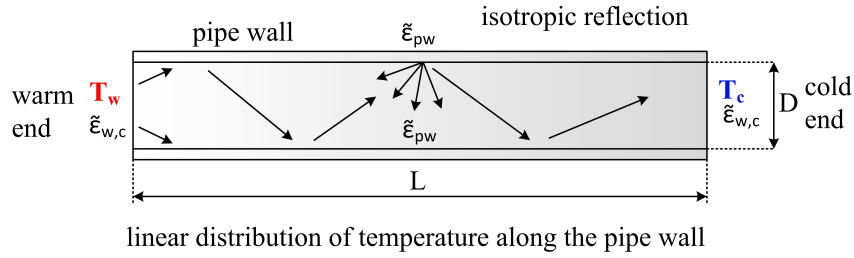 isotropic reflection
pipe wall
ε̃pw
warm
end
Tw
ε̃w,c
ε̃pw
Tc
ε̃w,c
D
cold
end
L
linear distribution of temperature along the pipe wall